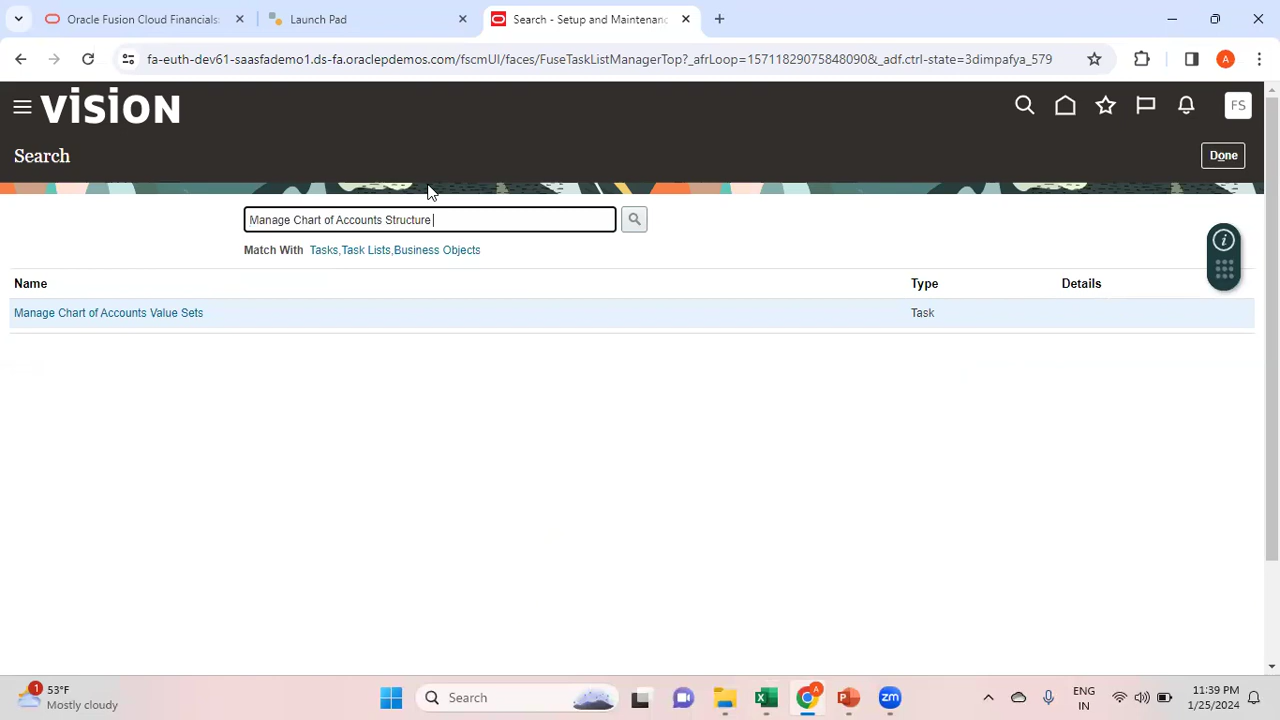 Oracle Fusion Cloud Financials:
Launch Pad
Search - Setup and Maintenanc
fa-euth-dev61-saasfademo1.ds-fa.oraclepdemos.com/fscmUI/faces/FuseTaskListManagerTop?_afrLoop=15711829075848090&_adf.ctrl-state=3dimpafya_579
A
VISION
FS
Search
Done
Manage Chart of Accounts Structure
Match With Tasks,Task Lists,Business Objects
Name Type Details
Manage Chart of Accounts Value Sets Task
1
53°F
Mostly cloudy
Search
A
ENG
IN
11:39 PM
1/25/2024